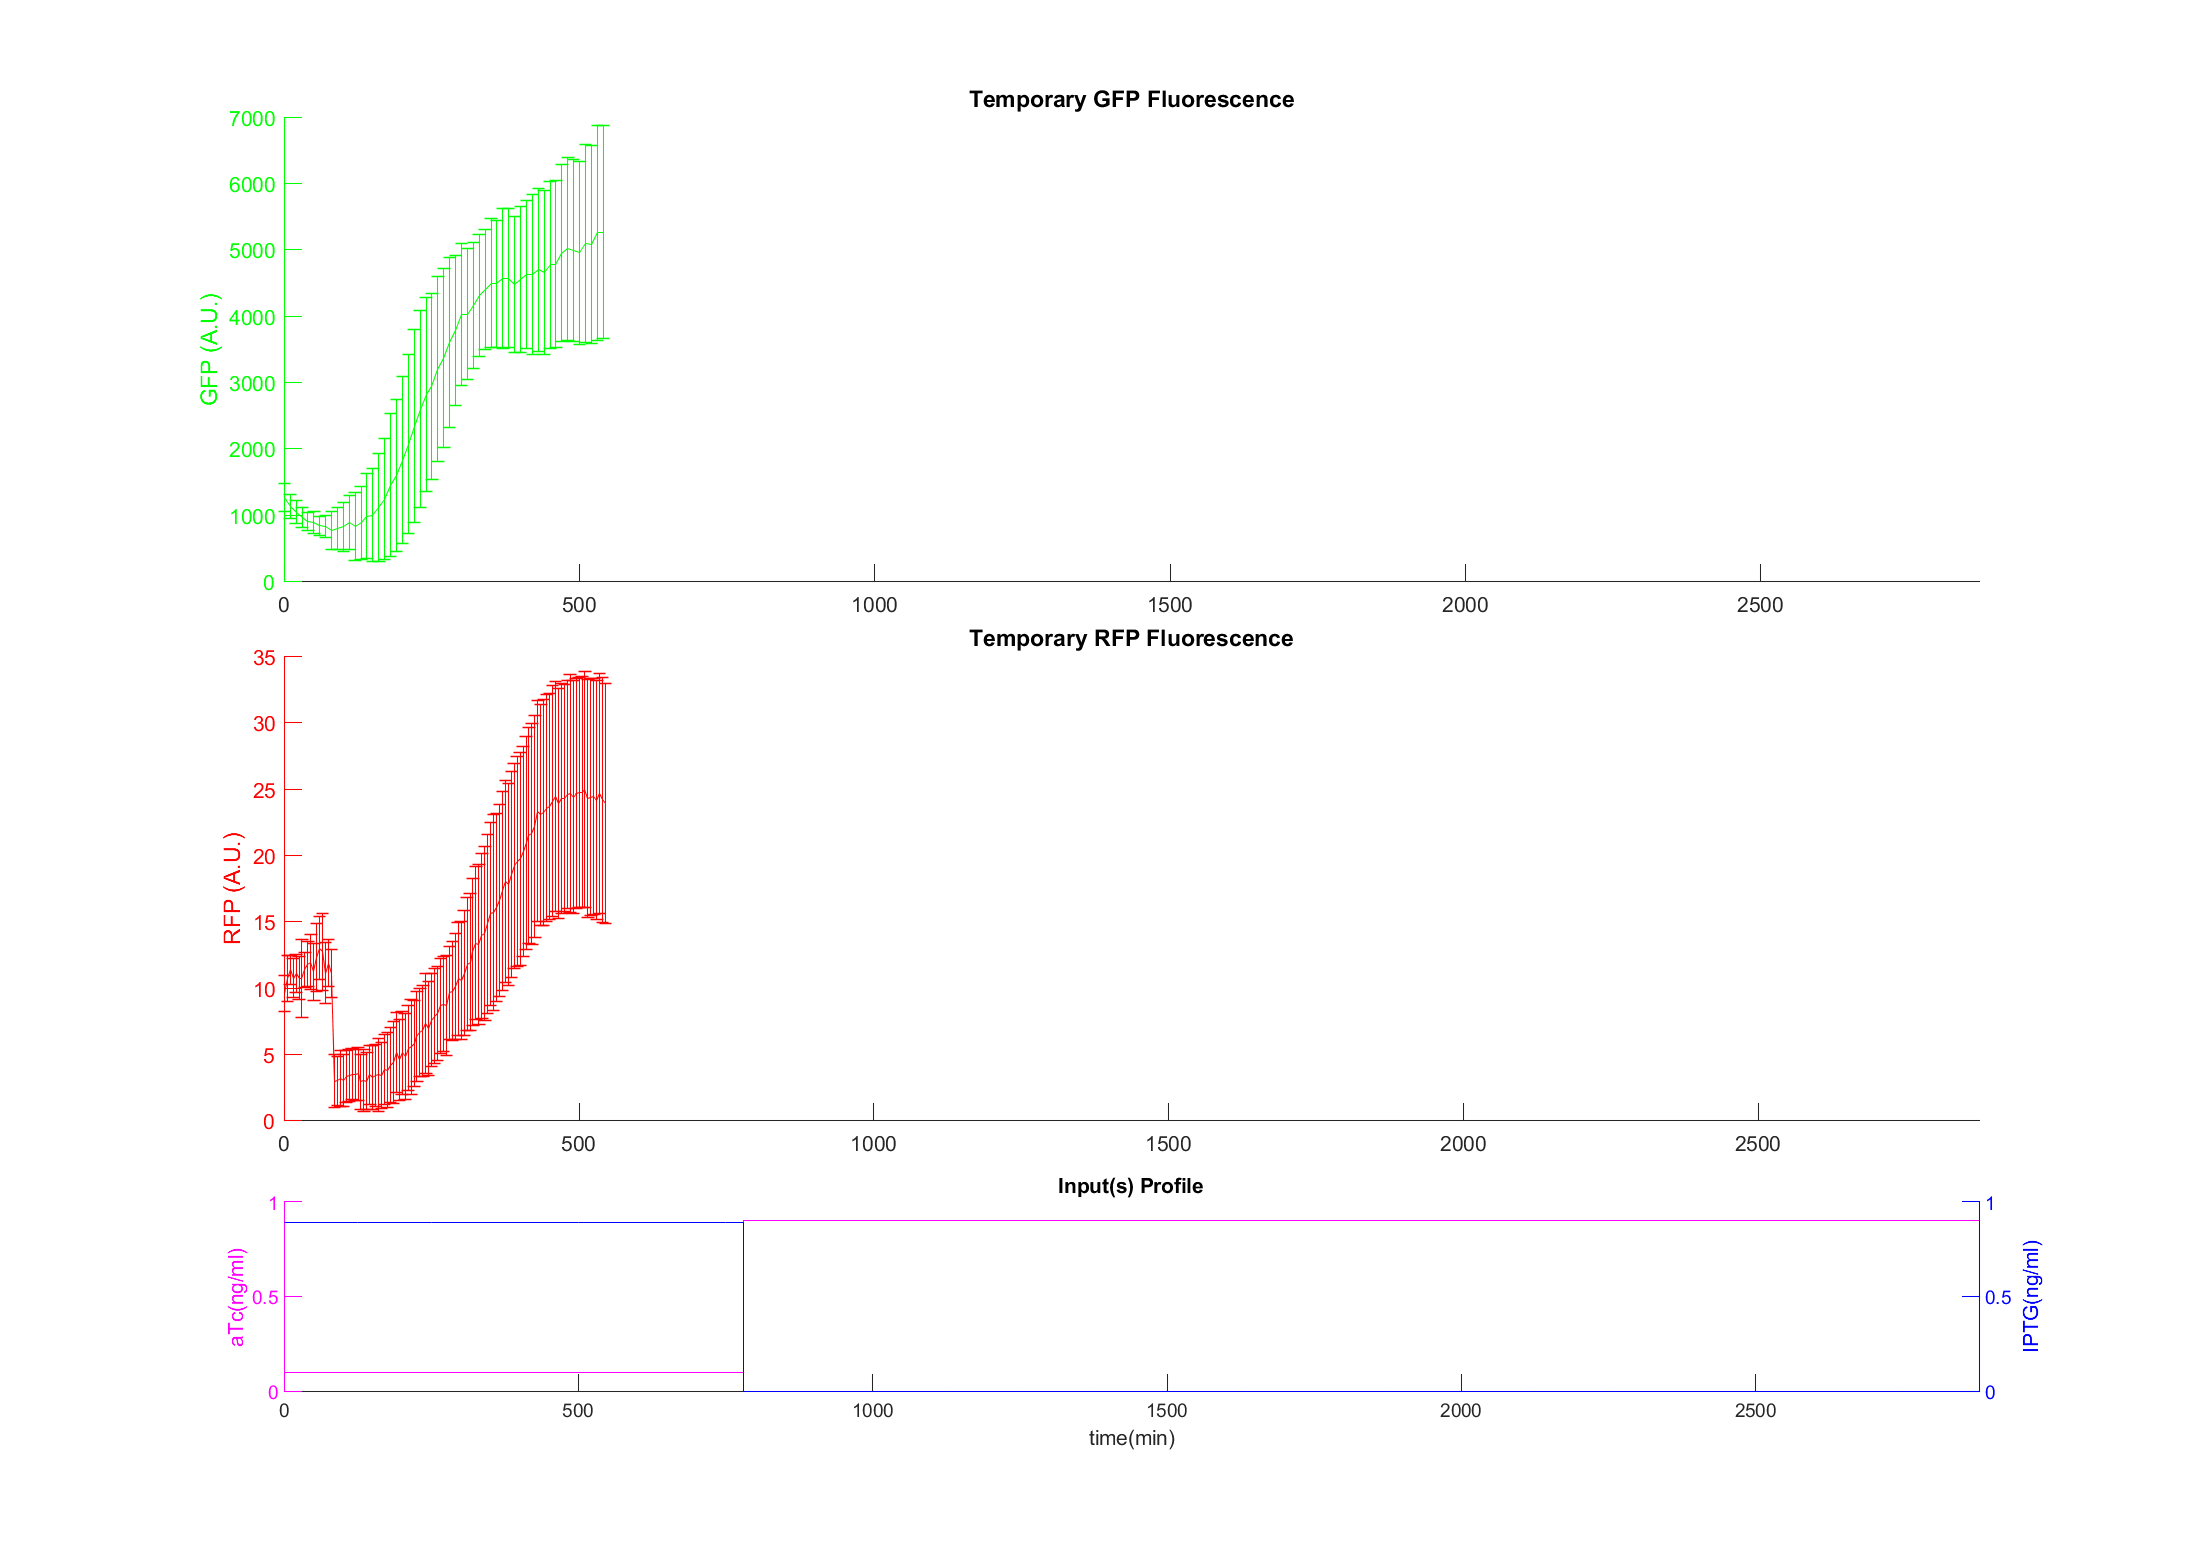 Temporary GFP Fluorescence
7000
6000
5000
4000
3000
2000
1000
0
GFP (A.U.)
0 500 1000 1500 2000 2500
Temporary RFP Fluorescence
35
30
25
20
15
10
5
0
RFP (A.U.)
0 500 1000 1500 2000 2500
Input(s) Profile
1
0.5
0
aTc(ng/ml)
1
0.5
0
IPTG(ng/ml)
0 500 1000 1500 2000 2500
time(min)